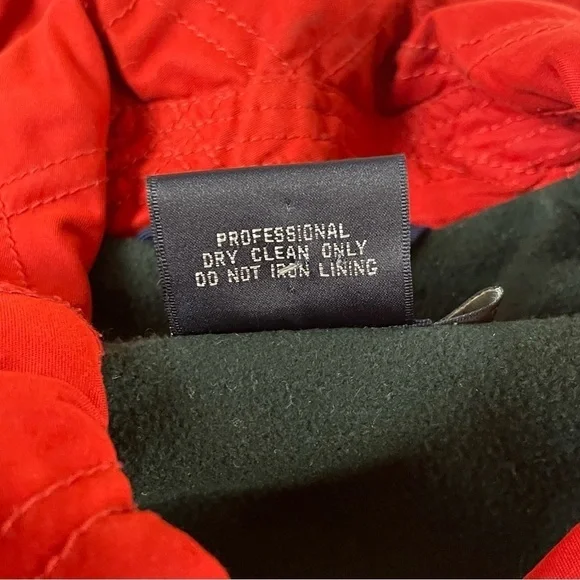 PROFESSIONAL
DRY CLEAN ONLY
DO NOT IRON LINING